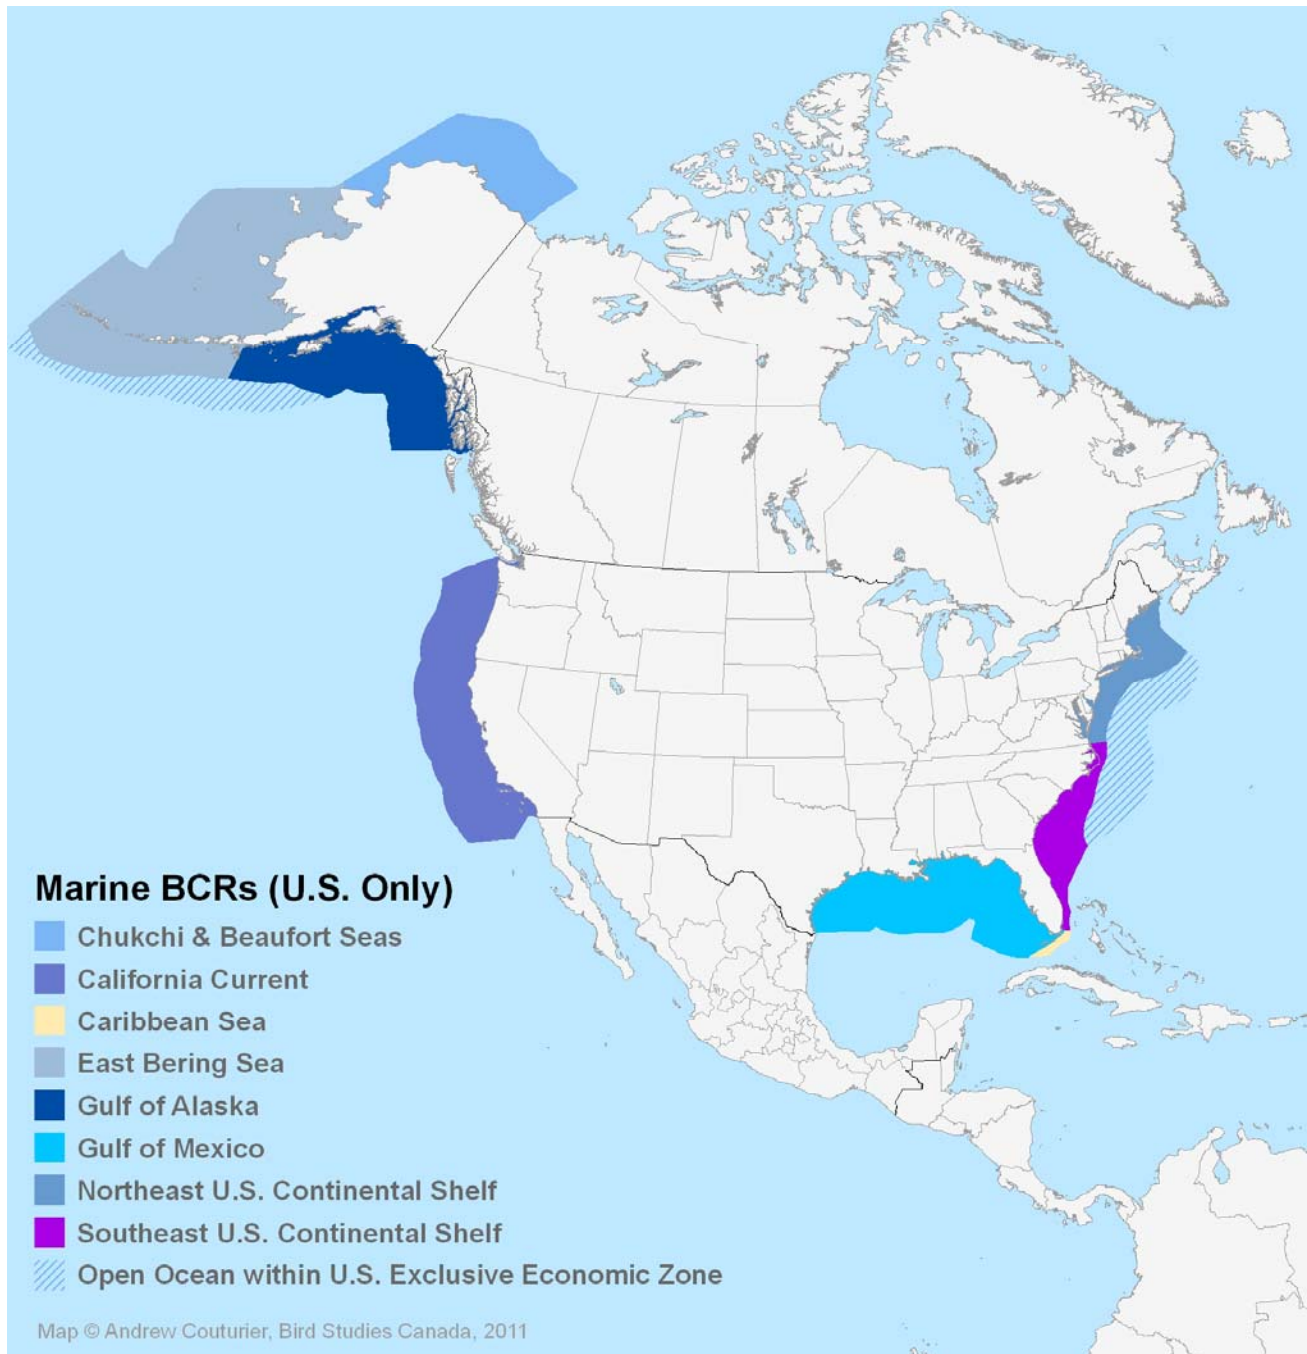 Marine BCRs (U.S. Only)
Chukchi & Beaufort Seas
California Current
Caribbean Sea
East Bering Sea
Gulf of Alaska
Gulf of Mexico
Northeast U.S. Continental Shelf
Southeast U.S. Continental Shelf
Open Ocean within U.S. Exclusive Economic Zone
Map © Andrew Couturier, Bird Studies Canada, 2011